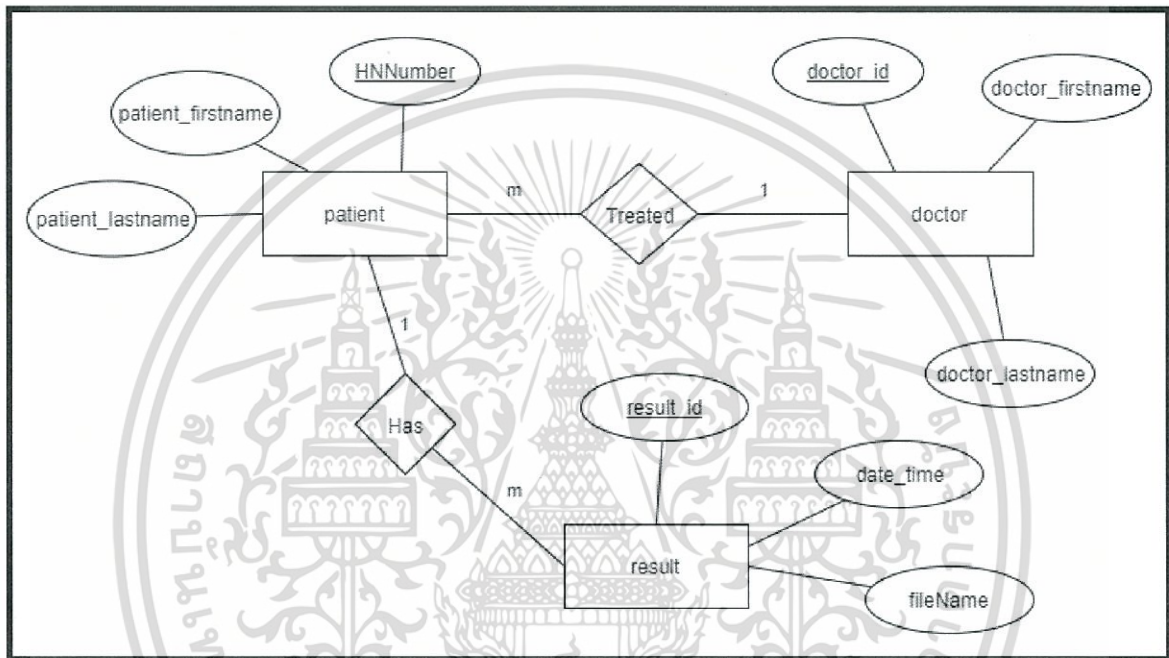 HNNumber
patient_firstname
patient_lastname
patient
m
Treated
1
doctor_id
doctor_firstname
doctor
doctor_lastname
1
Has
m
result_id
date_time
result
fileName